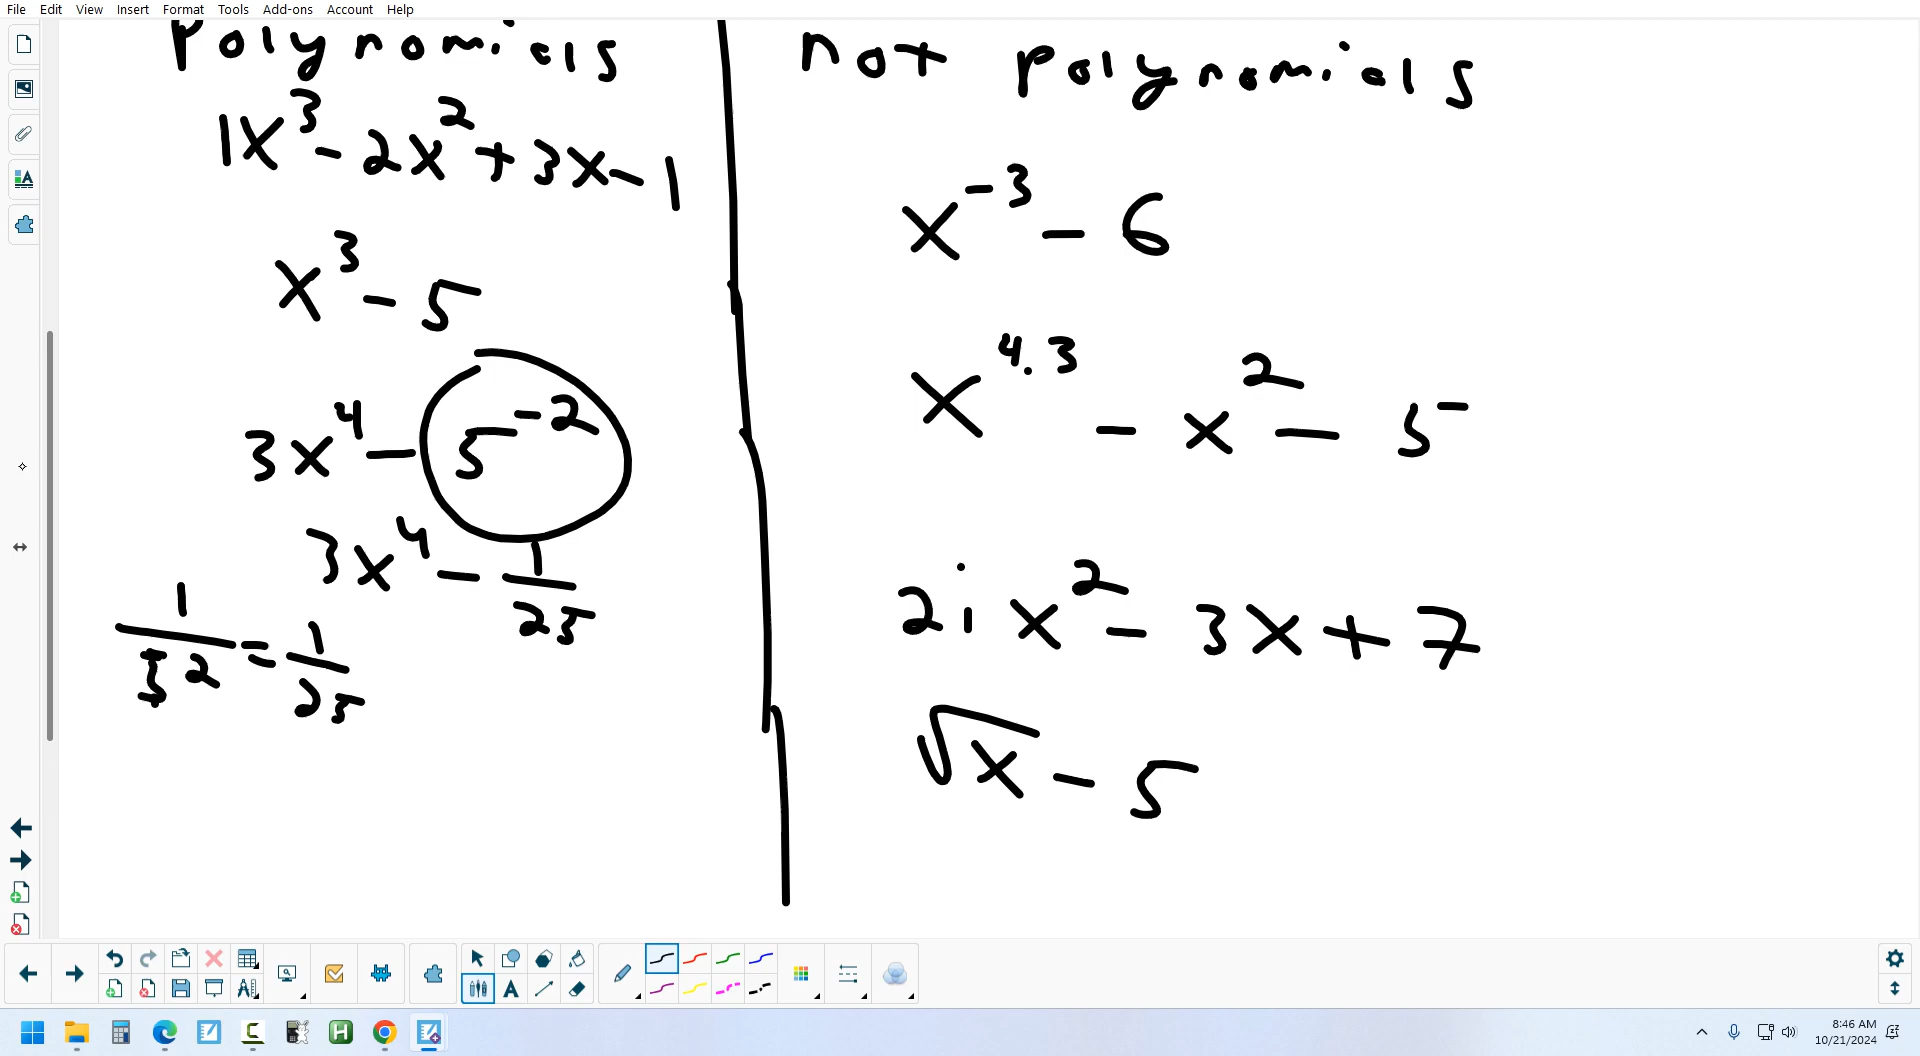 File Edit View Insert Format Tools Add-ons Account Help
polynomials
1x³ - 2x² + 3x - 1
x³ - 5
3x⁴ - 5⁻²
3x⁴ - 1/25
1/5² = 1/25
not polynomials
x⁻³ - 6
x⁴·³ - x² - 5
2ix² - 3x + 7
√x - 5
8:46 AM
10/21/2024